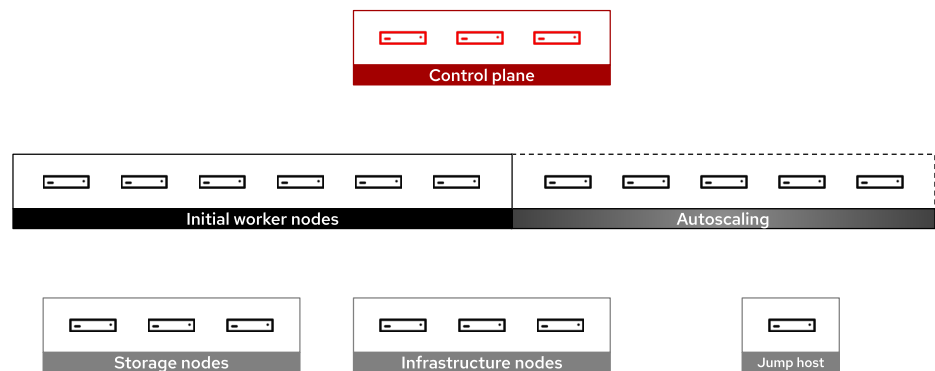 Control plane
Initial worker nodes
Autoscaling
Storage nodes
Infrastructure nodes
Jump host